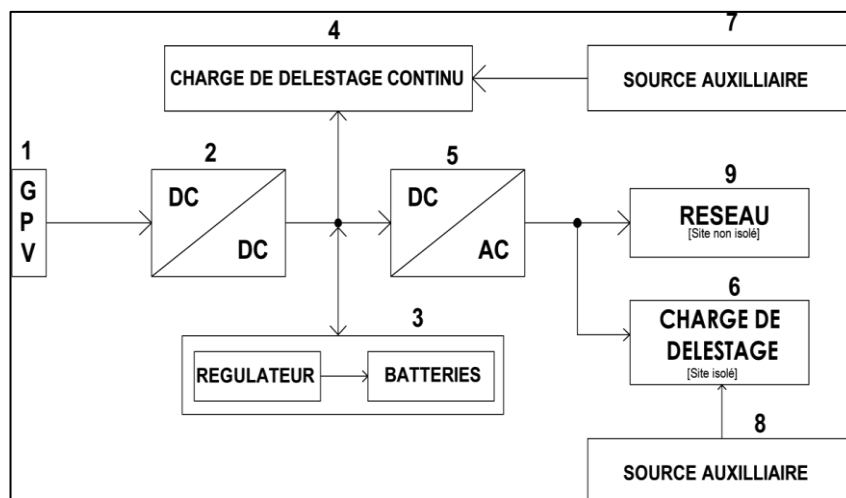 4
CHARGE DE DELESTAGE CONTINU
7
SOURCE AUXILLIAIRE
1
G
P
V
2
DC
DC
5
DC
AC
9
RESEAU
[Site non isolé]
3
REGULATEUR
BATTERIES
6
CHARGE DE
DELESTAGE
[Site isolé]
8
SOURCE AUXILLIAIRE